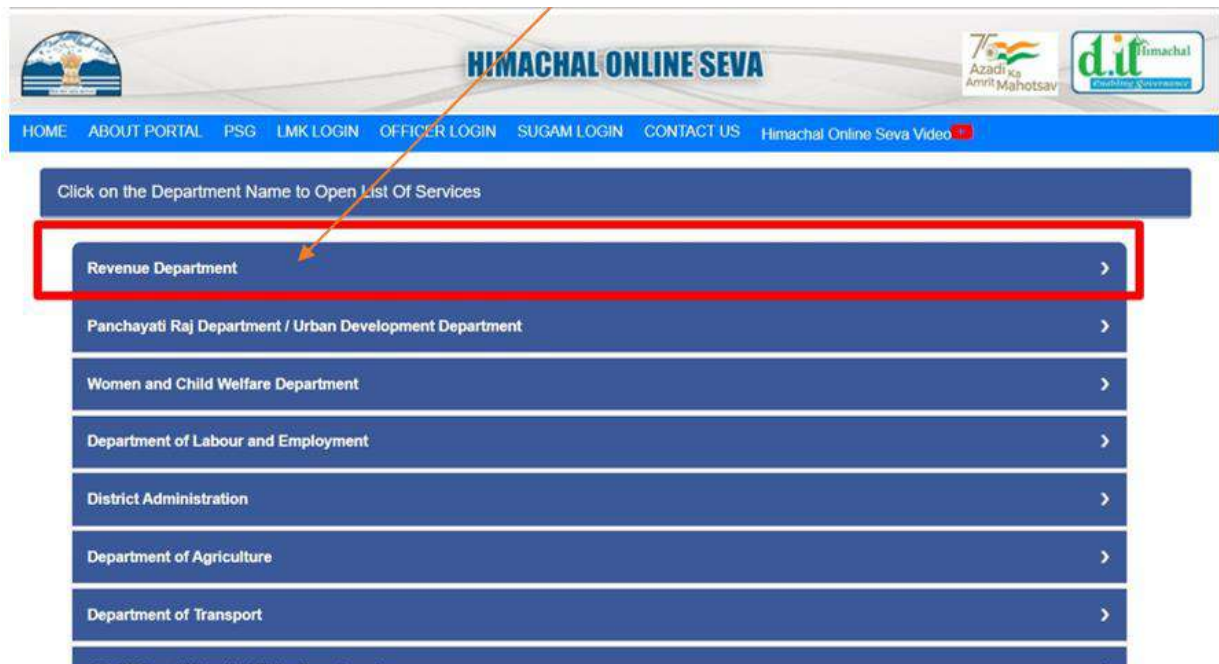 HIMACHAL ONLINE SEVA
75
Azadi Ka
Amrit Mahotsav
d.it Himachal
Enabling Governance
HOME ABOUT PORTAL PSG LMK LOGIN OFFICER LOGIN SUGAM LOGIN CONTACT US Himachal Online Seva Video
Click on the Department Name to Open List Of Services
Revenue Department
Panchayati Raj Department / Urban Development Department
Women and Child Welfare Department
Department of Labour and Employment
District Administration
Department of Agriculture
Department of Transport